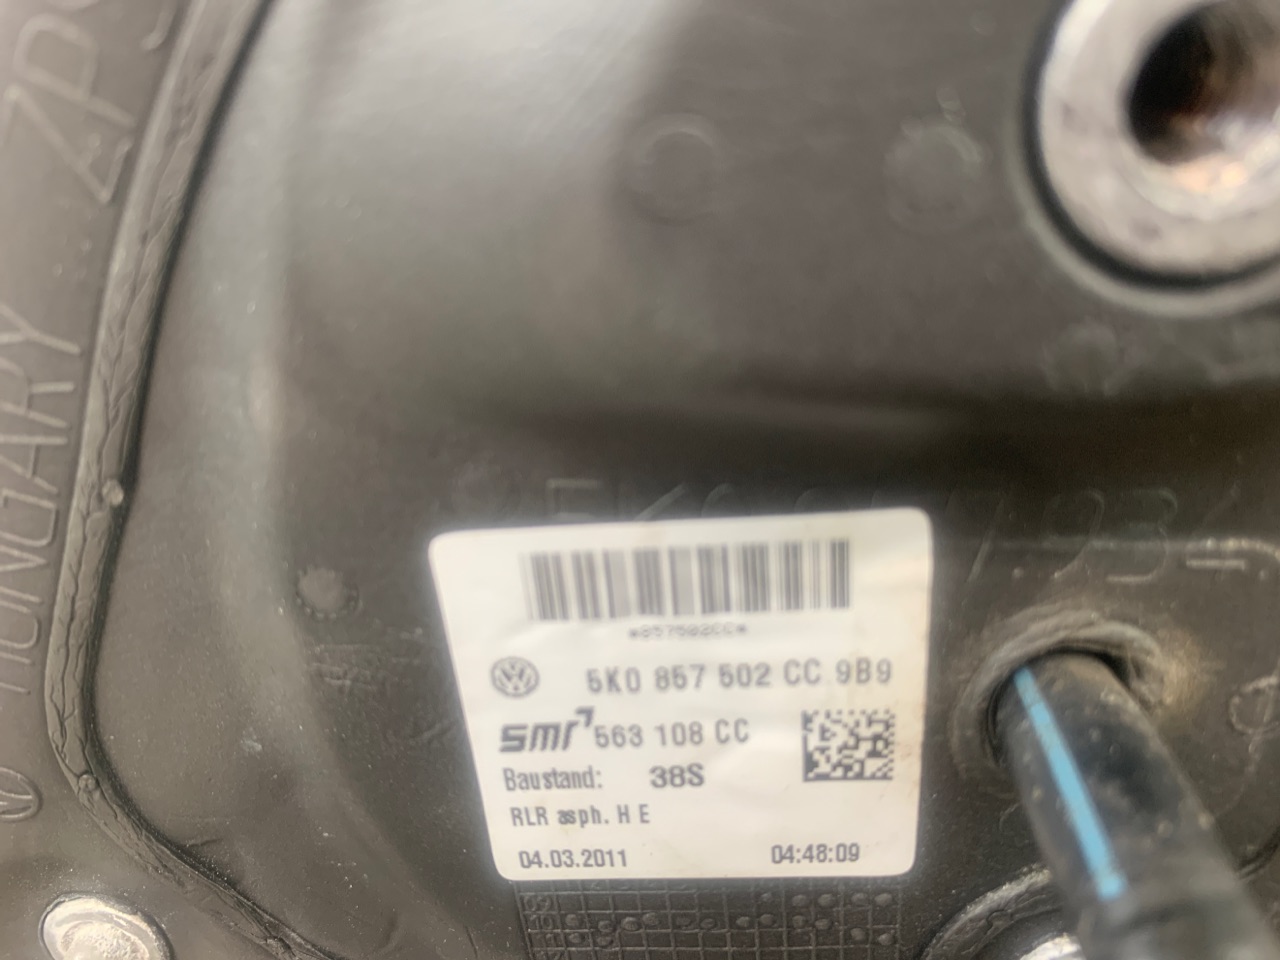 HUNGARY
*857502CC*
5K0 857 502 CC 9B9
smr 563 108 CC
Baustand: 38S
RLR asph. H E
04.03.2011 04:48:09